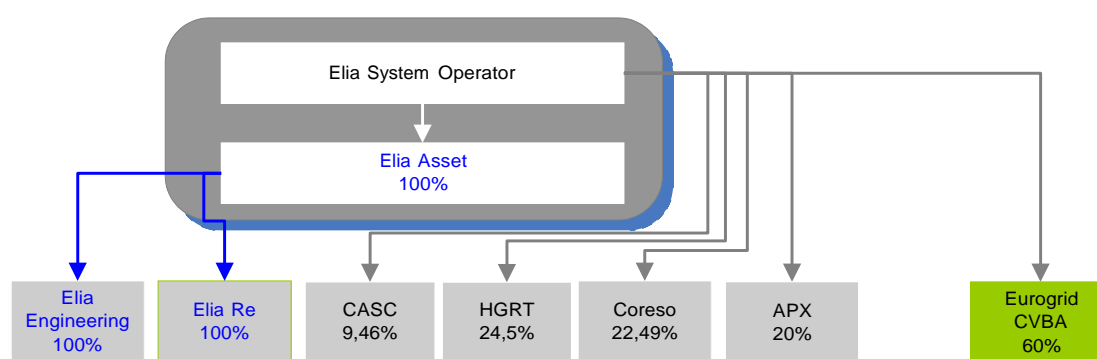 Elia System Operator
Elia Asset
100%
Elia
Engineering
100%
Elia Re
100%
CASC
9,46%
HGRT
24,5%
Coreso
22,49%
APX
20%
Eurogrid
CVBA
60%